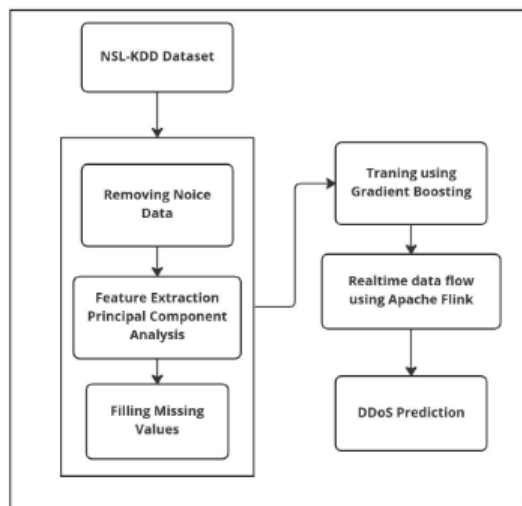 NSL-KDD Dataset
Removing Noice
Data
Feature Extraction
Principal Component
Analysis
Filling Missing
Values
Traning using
Gradient Boosting
Realtime data flow
using Apache Flink
DDoS Prediction